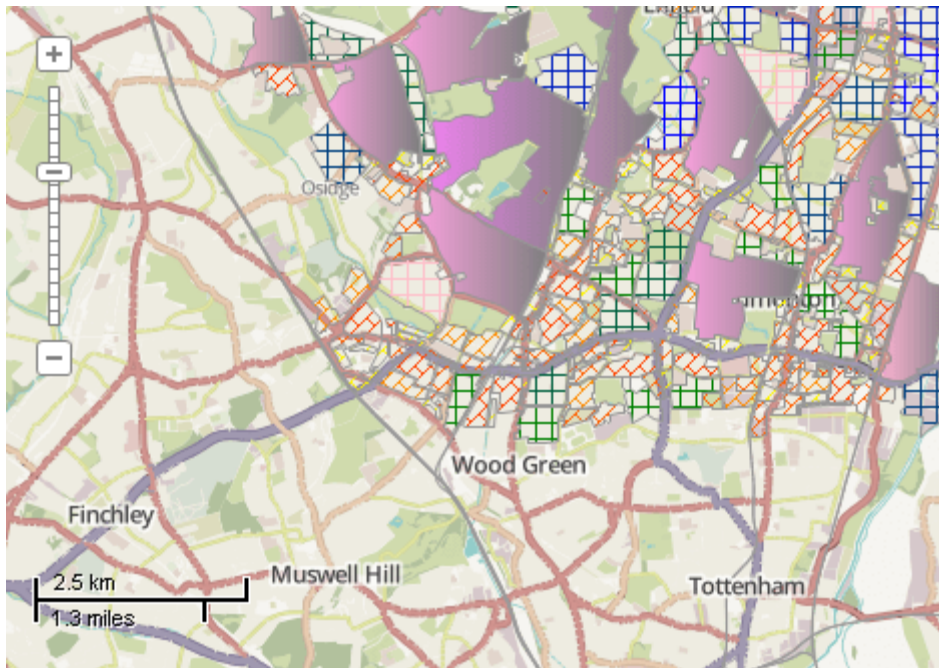 Osidge
Wood Green
Finchley
Muswell Hill
Tottenham
2.5 km
1.3 miles